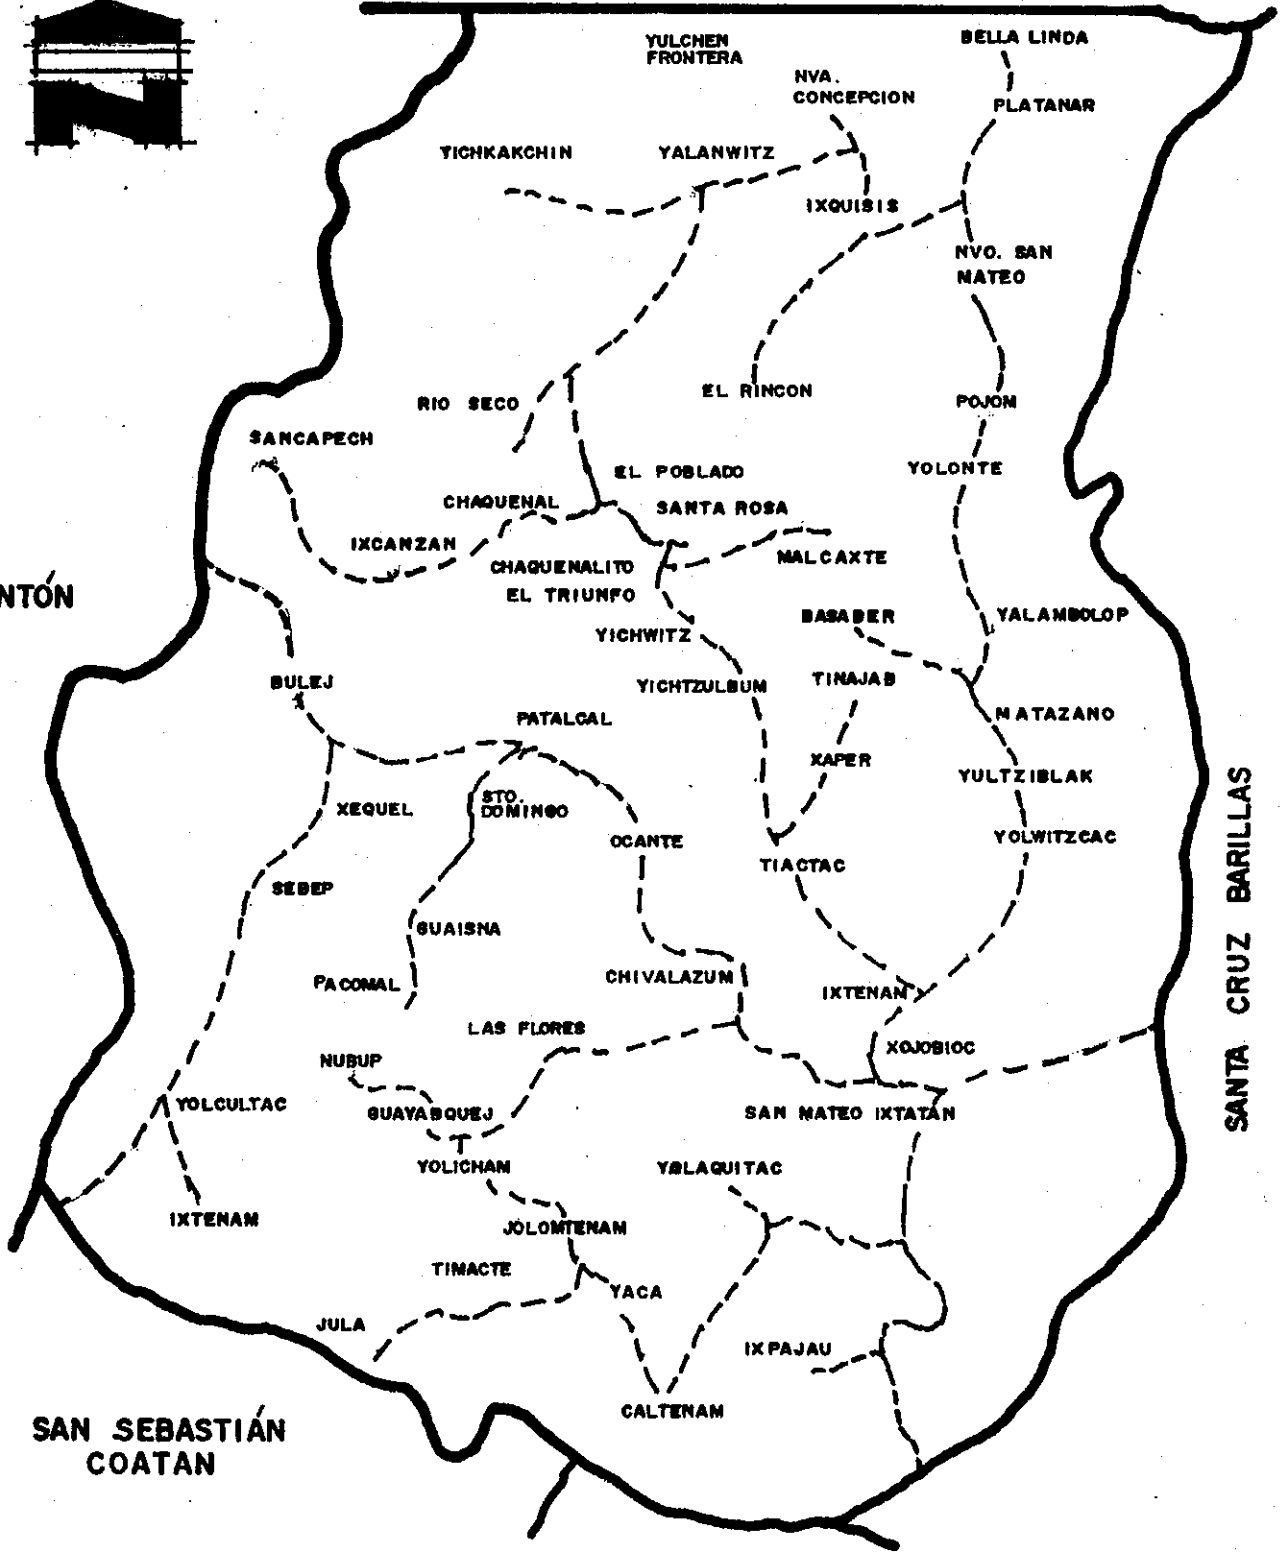 YULCHEN
FRONTERA
BELLA LINDA
NVA.
CONCEPCION
PLATANAR
YICHKAKCHIN
YALANWITZ
IXQUISIS
NVO. SAN
MATEO
EL RINCON
POJOM
RIO SECO
SANCAPECH
EL POBLADO
YOLONTE
CHAQUENAL
SANTA ROSA
IXCANZAN
CHAQUENALITO
MALCAXTE
EL TRIUNFO
NTÓN
BASABER
YALAMBOLOP
YICHWITZ
BULEJ
YICHTZULBUM
TINAJAB
PATALCAL
MATAZANO
XAPER
YULTZIBLAK
XEQUEL
STO.
DOMINGO
OCANTE
YOLWITZCAC
TIACTAC
SEBEP
GUAISNA
PACOMAL
CHIVALAZUM
IXTENAM
LAS FLORES
XOJOBIOC
NUBUP
YOLCULTAC
GUAYABQUEJ
SAN MATEO IXTATÁN
SANTA CRUZ BARILLAS
YOLICHAM
YBLAQUITAC
IXTENAM
JOLOMTENAM
TIMACTE
YACA
JULA
IXPAJAU
CALTENAM
SAN SEBASTIÁN
COATAN